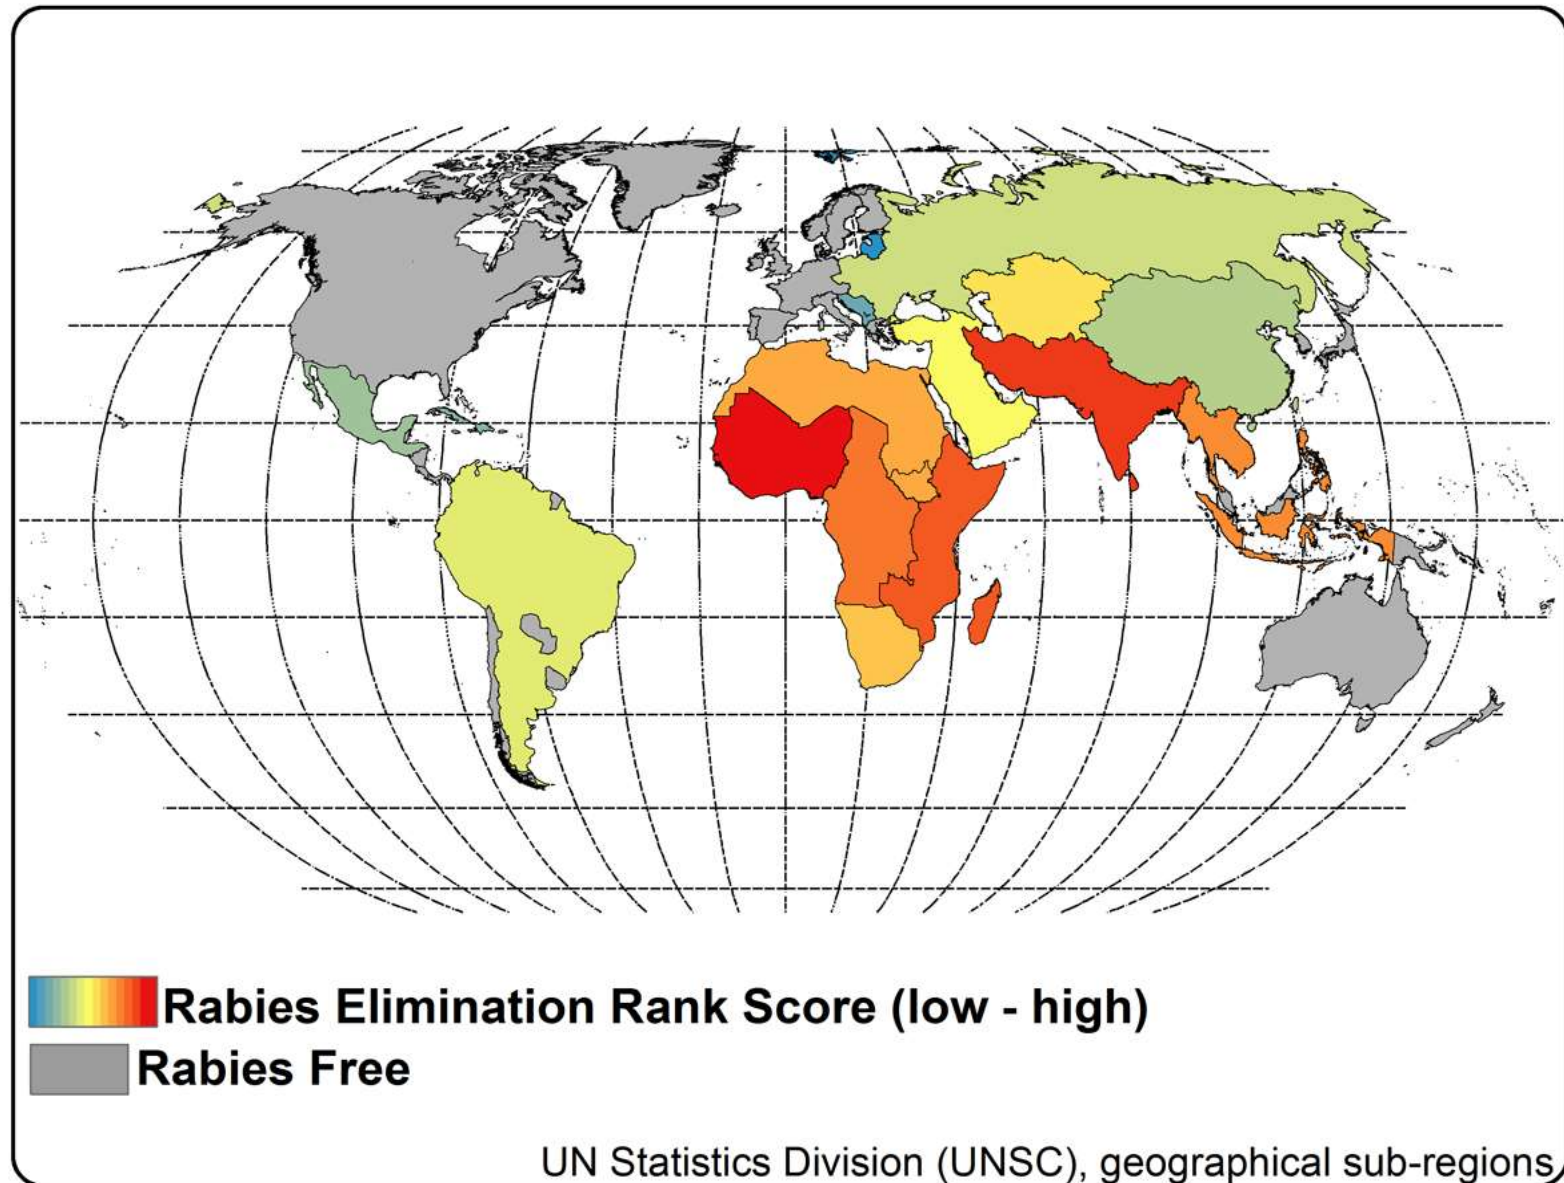 Rabies Elimination Rank Score (low - high)
Rabies Free
UN Statistics Division (UNSC), geographical sub-regions